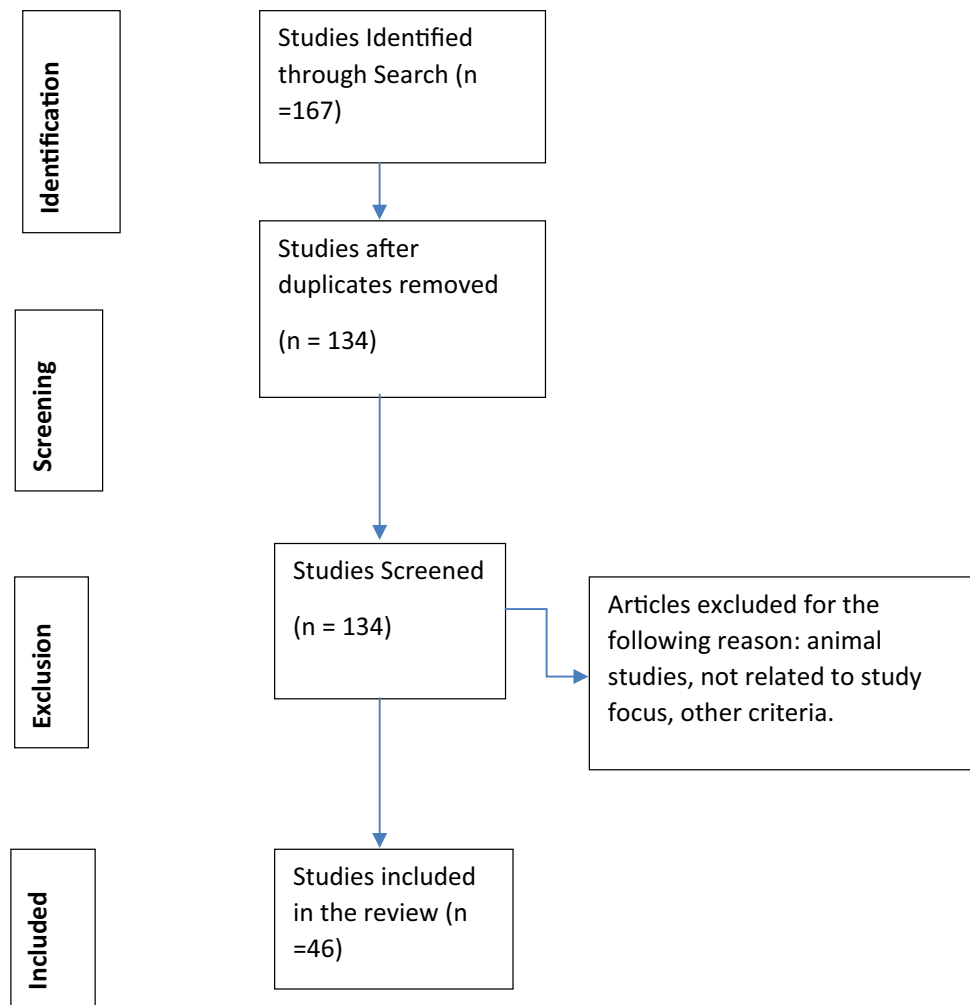 Identification
Studies Identified
through Search (n
=167)
Studies after
duplicates removed
(n = 134)
Screening
Studies Screened
(n = 134)
Exclusion
Articles excluded for the
following reason: animal
studies, not related to study
focus, other criteria.
Included
Studies included
in the review (n
=46)